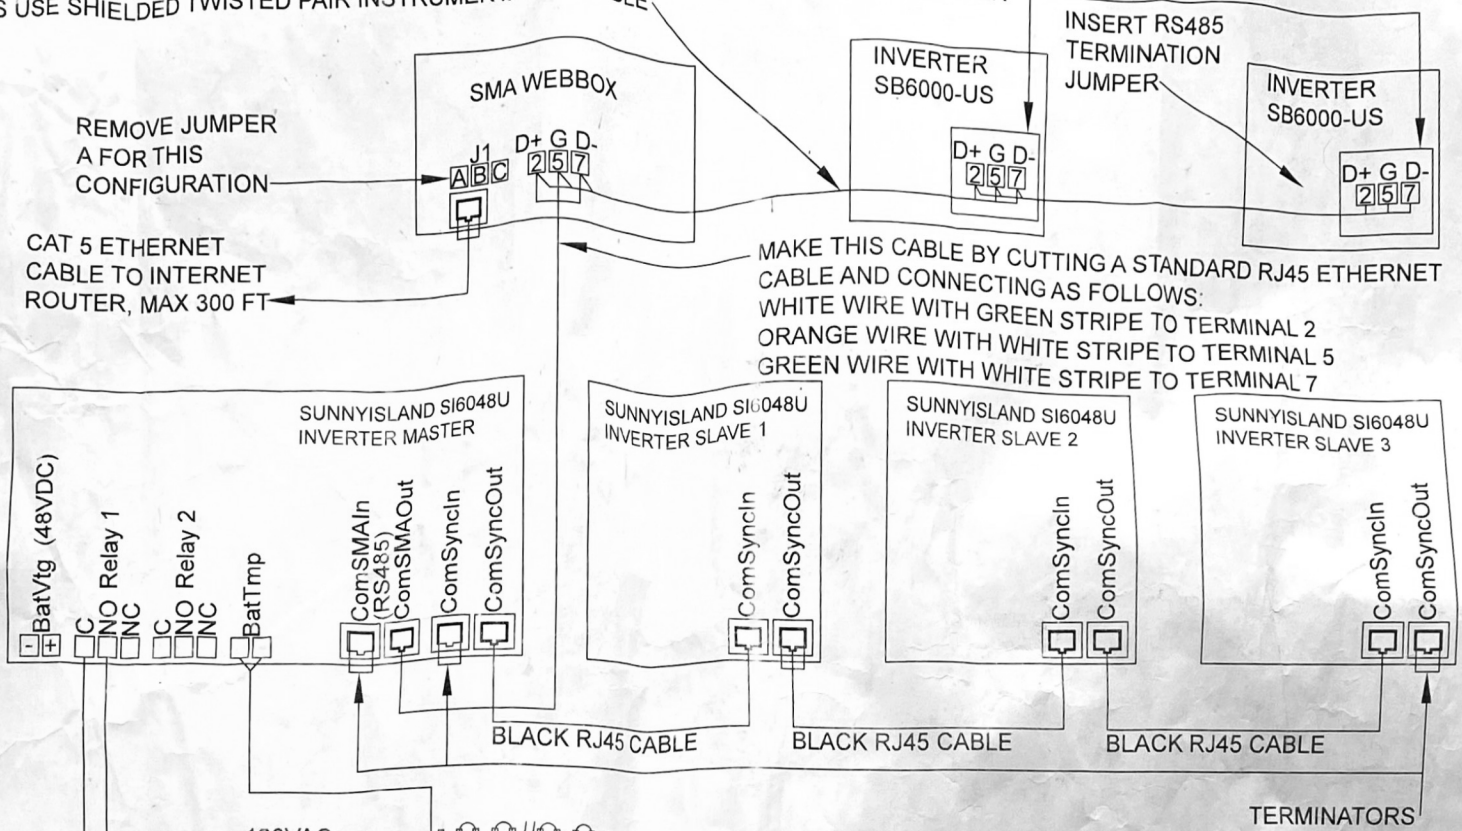 S USE SHIELDED TWISTED PAIR
INSERT RS485
TERMINATION
JUMPER
SMA WEBBOX
INVERTER
SB6000-US
INVERTER
SB6000-US
REMOVE JUMPER
A FOR THIS
CONFIGURATION
J1
A B C
D+ G D-
2 5 7
D+ G D-
2 5 7
D+ G D-
2 5 7
CAT 5 ETHERNET
CABLE TO INTERNET
ROUTER, MAX 300 FT
MAKE THIS CABLE BY CUTTING A STANDARD RJ45 ETHERNET
CABLE AND CONNECTING AS FOLLOWS:
WHITE WIRE WITH GREEN STRIPE TO TERMINAL 2
ORANGE WIRE WITH WHITE STRIPE TO TERMINAL 5
GREEN WIRE WITH WHITE STRIPE TO TERMINAL 7
SUNNYISLAND SI6048U
INVERTER MASTER
SUNNYISLAND SI6048U
INVERTER SLAVE 1
SUNNYISLAND SI6048U
INVERTER SLAVE 2
SUNNYISLAND SI6048U
INVERTER SLAVE 3
- +
BatVtg (48VDC)
C
NO Relay 1
NC
C
NO Relay 2
NC
BatTmp
ComSMAIn
(RS485)
ComSMAOut
ComSyncIn
ComSyncOut
ComSyncIn
ComSyncOut
ComSyncIn
ComSyncOut
ComSyncIn
ComSyncOut
BLACK RJ45 CABLE
BLACK RJ45 CABLE
BLACK RJ45 CABLE
TERMINATORS